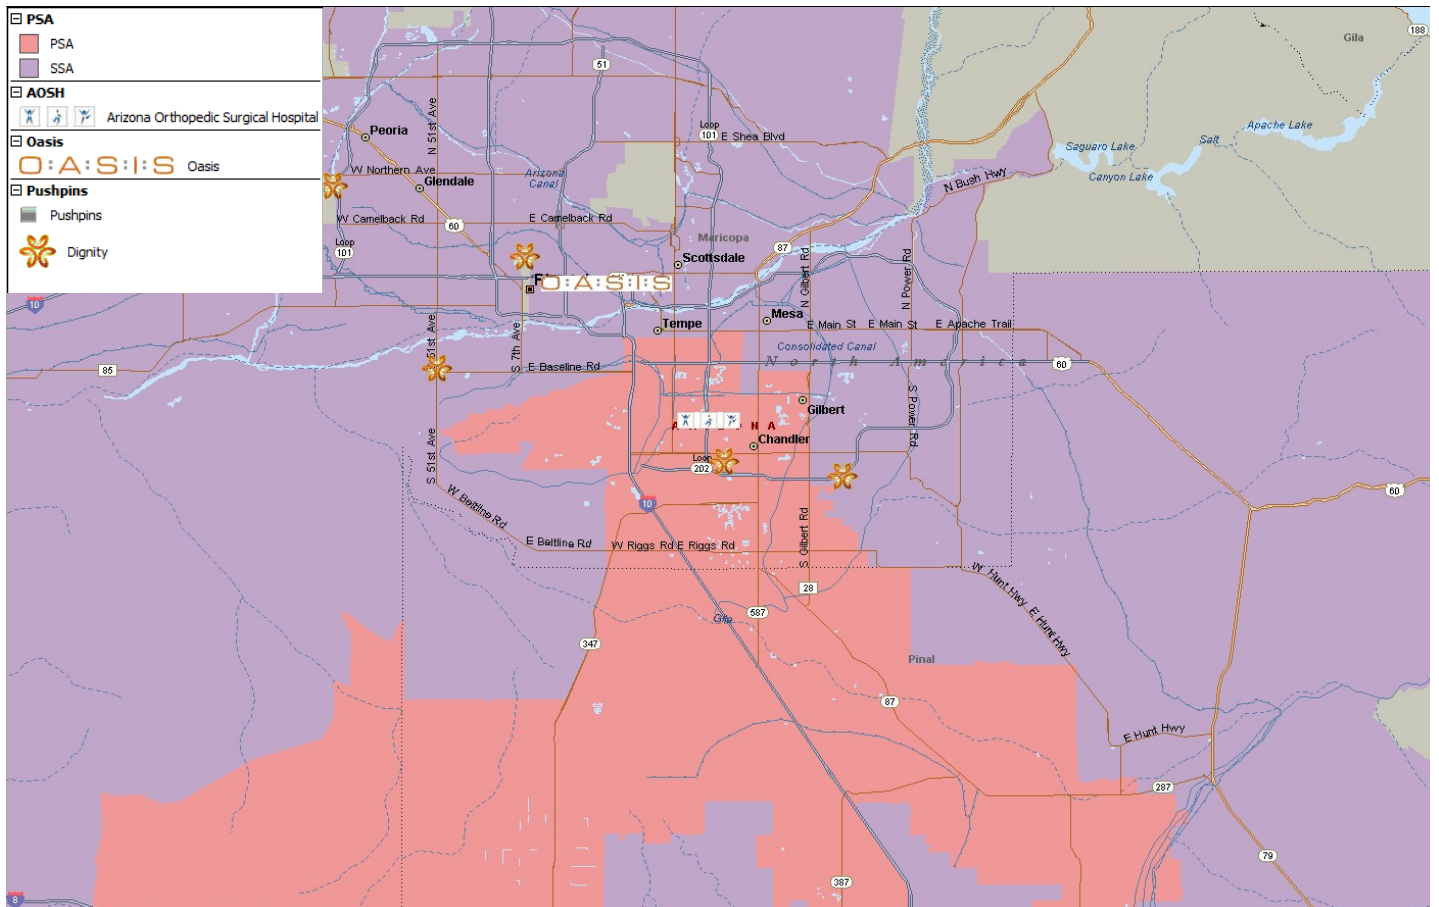 PSA
PSA
SSA
AOSH
Arizona Orthopedic Surgical Hospital
Oasis
O:A:S:I:S Oasis
Pushpins
Pushpins
Dignity
188
Gila
51
Peoria
N 51st Ave
Loop
101
E Shea Blvd
Apache Lake
Salt
Saguaro Lake
Canyon Lake
W Northern Ave
Arizona
Canal
Glendale
N Bush Hwy
W Camelback Rd
60
E Camelback Rd
Loop
101
Maricopa
87
Scottsdale
N Gilbert Rd
N Power Rd
O:A:S:I:S
10
51st Ave
S 7th Ave
Tempe
Mesa
E Main St
E Main St
E Apache Trail
Consolidated Canal
North America
60
85
E Baseline Rd
S Power Rd
Gilbert
S 51st Ave
Chandler
Loop
202
60
W Beltline Rd
10
S Gilbert Rd
E Beltline Rd
W Riggs Rd
E Riggs Rd
W Hunt Hwy
E Hunt Hwy
28
587
Gila
347
Pinal
87
E Hunt Hwy
287
79
387
8